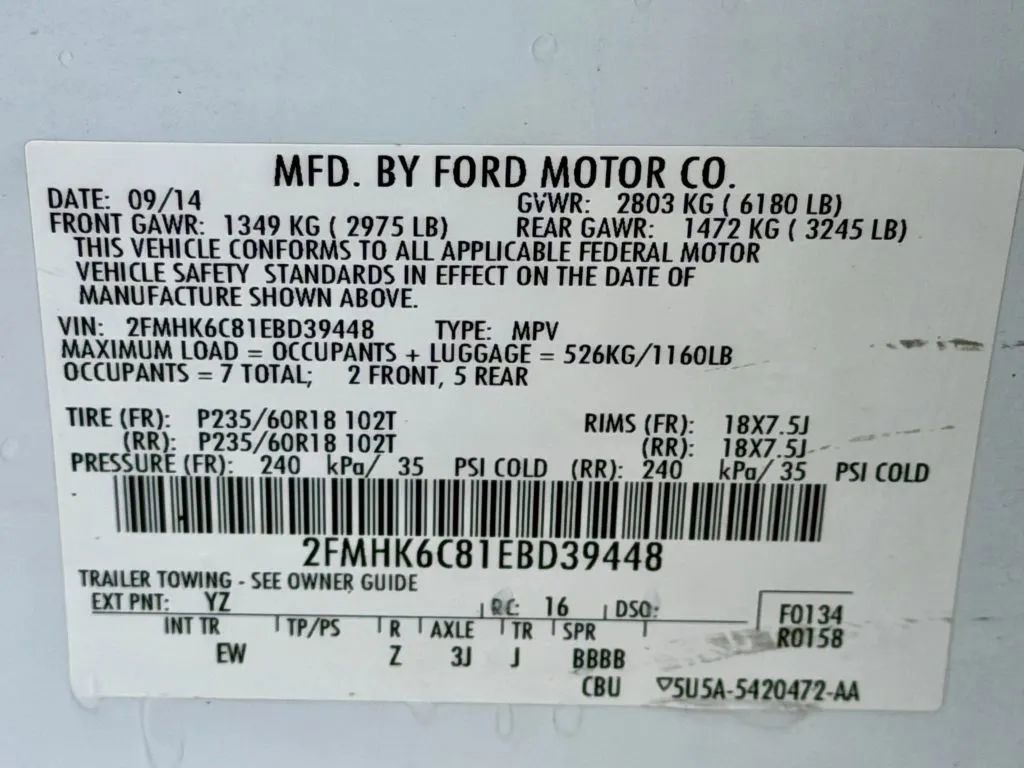 MFD. BY FORD MOTOR CO.
DATE: 09/14 GVWR: 2803 KG ( 6180 LB)
FRONT GAWR: 1349 KG ( 2975 LB) REAR GAWR: 1472 KG ( 3245 LB)
THIS VEHICLE CONFORMS TO ALL APPLICABLE FEDERAL MOTOR
VEHICLE SAFETY STANDARDS IN EFFECT ON THE DATE OF
MANUFACTURE SHOWN ABOVE.
VIN: 2FMHK6C81EBD39448 TYPE: MPV
MAXIMUM LOAD = OCCUPANTS + LUGGAGE = 526KG/1160LB
OCCUPANTS = 7 TOTAL; 2 FRONT, 5 REAR
TIRE (FR): P235/60R18 102T RIMS (FR): 18X7.5J
(RR): P235/60R18 102T (RR): 18X7.5J
PRESSURE (FR): 240 kPa/ 35 PSI COLD (RR): 240 kPa/ 35 PSI COLD
2FMHK6C81EBD39448
TRAILER TOWING - SEE OWNER GUIDE
EXT PNT: YZ RC: 16 DSO: F0134
INT TR TP/PS R AXLE TR SPR R0158
EW Z 3J J BBBB
CBU ▽5U5A-5420472-AA